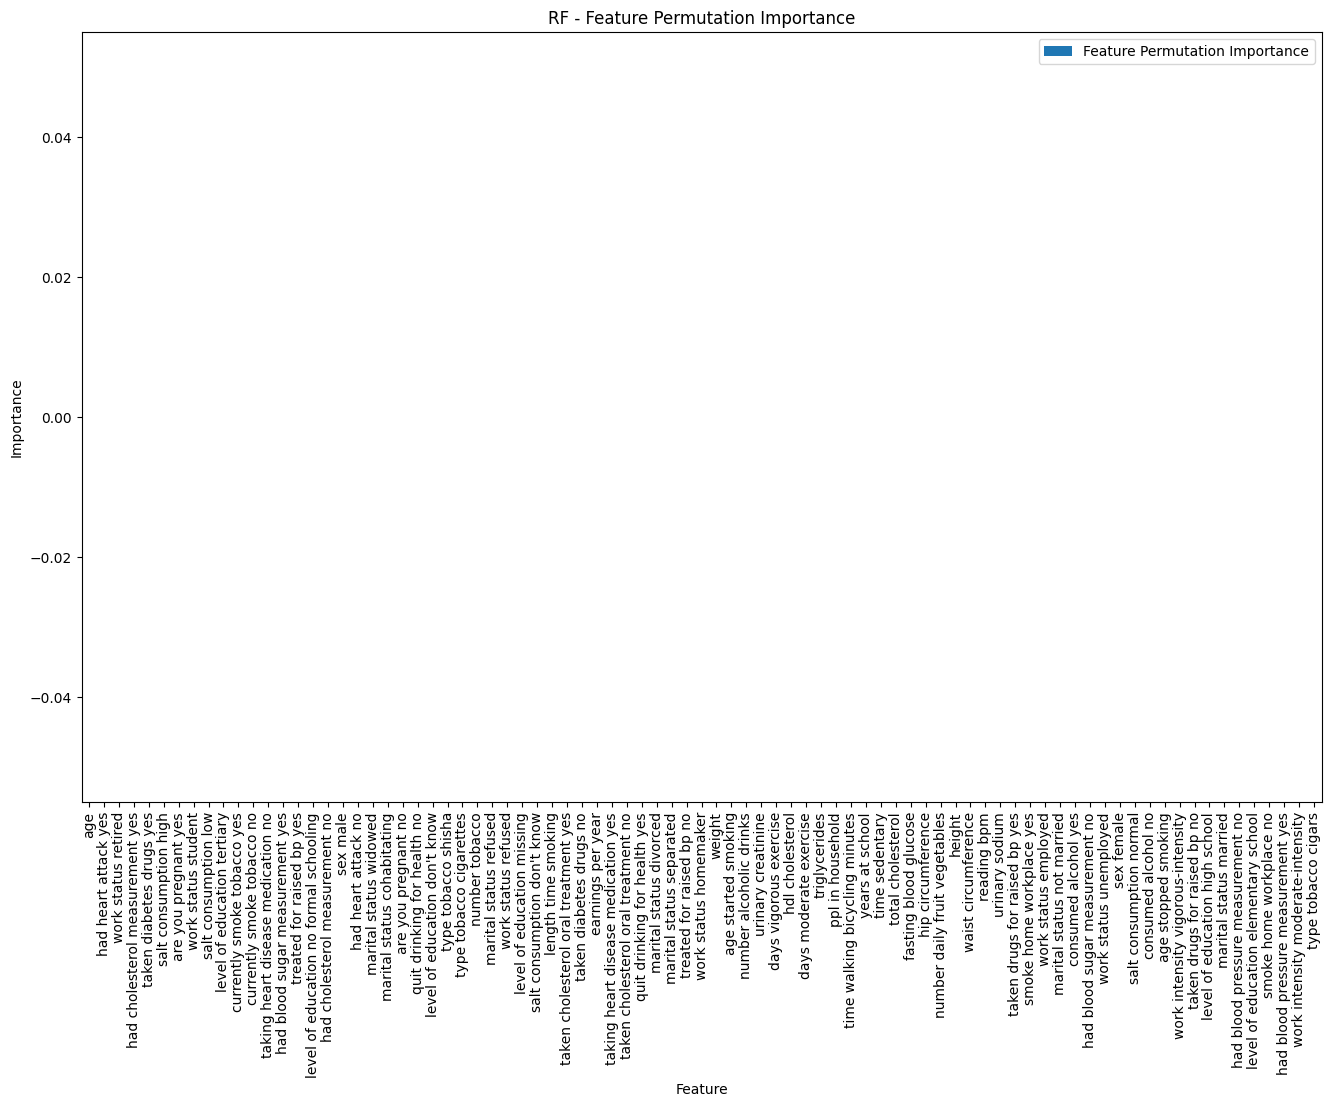 RF - Feature Permutation Importance
Feature Permutation Importance
0.04
0.02
0.00
−0.02
−0.04
Importance
age
had heart attack yes
work status retired
had cholesterol measurement yes
taken diabetes drugs yes
salt consumption high
are you pregnant yes
work status student
salt consumption low
level of education tertiary
currently smoke tobacco yes
currently smoke tobacco no
taking heart disease medication no
had blood sugar measurement yes
treated for raised bp yes
level of education no formal schooling
had cholesterol measurement no
sex male
had heart attack no
marital status widowed
marital status cohabitating
are you pregnant no
quit drinking for health no
level of education don't know
type tobacco shisha
type tobacco cigarettes
number tobacco
marital status refused
work status refused
level of education missing
salt consumption don't know
length time smoking
taken cholesterol oral treatment yes
taken diabetes drugs no
earnings per year
taking heart disease medication yes
taken cholesterol oral treatment no
quit drinking for health yes
marital status divorced
marital status separated
treated for raised bp no
work status homemaker
weight
age started smoking
number alcoholic drinks
urinary creatinine
days vigorous exercise
hdl cholesterol
days moderate exercise
triglycerides
ppl in household
time walking bicycling minutes
years at school
time sedentary
total cholesterol
fasting blood glucose
hip circumference
number daily fruit vegetables
height
waist circumference
reading bpm
urinary sodium
taken drugs for raised bp yes
smoke home workplace yes
work status employed
marital status not married
consumed alcohol yes
had blood sugar measurement no
work status unemployed
sex female
salt consumption normal
consumed alcohol no
age stopped smoking
work intensity vigorous-intensity
taken drugs for raised bp no
level of education high school
marital status married
had blood pressure measurement no
level of education elementary school
smoke home workplace no
had blood pressure measurement yes
work intensity moderate-intensity
type tobacco cigars
Feature